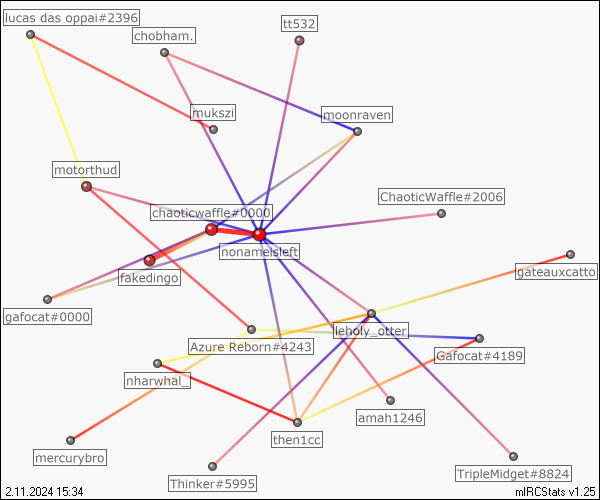 lucas das oppai#2396
tt532
chobham.
mukszi
moonraven
motorthud
ChaoticWaffle#2006
chaoticwaffle#0000
nonameisleft
fakedingo
gateauxcatto
gafocat#0000
leholy_otter
Azure Reborn#4243
Gafocat#4189
nharwhal_
amah1246
then1cc
mercurybro
Thinker#5995
TripleMidget#8824
2.11.2024 15:34
mIRCStats v1.25